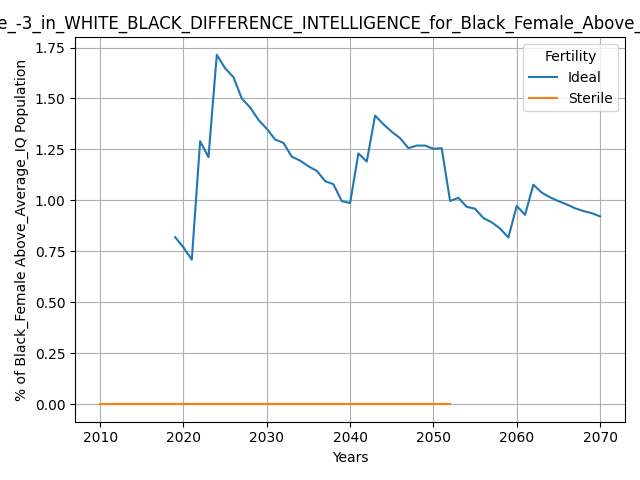 e_-3_in_WHITE_BLACK_DIFFERENCE_INTELLIGENCE_for_Black_Female_Above_
% of Black_Female Above_Average_IQ Population
1.75
1.50
1.25
1.00
0.75
0.50
0.25
0.00
Fertility
Ideal
Sterile
2010 2020 2030 2040 2050 2060 2070
Years